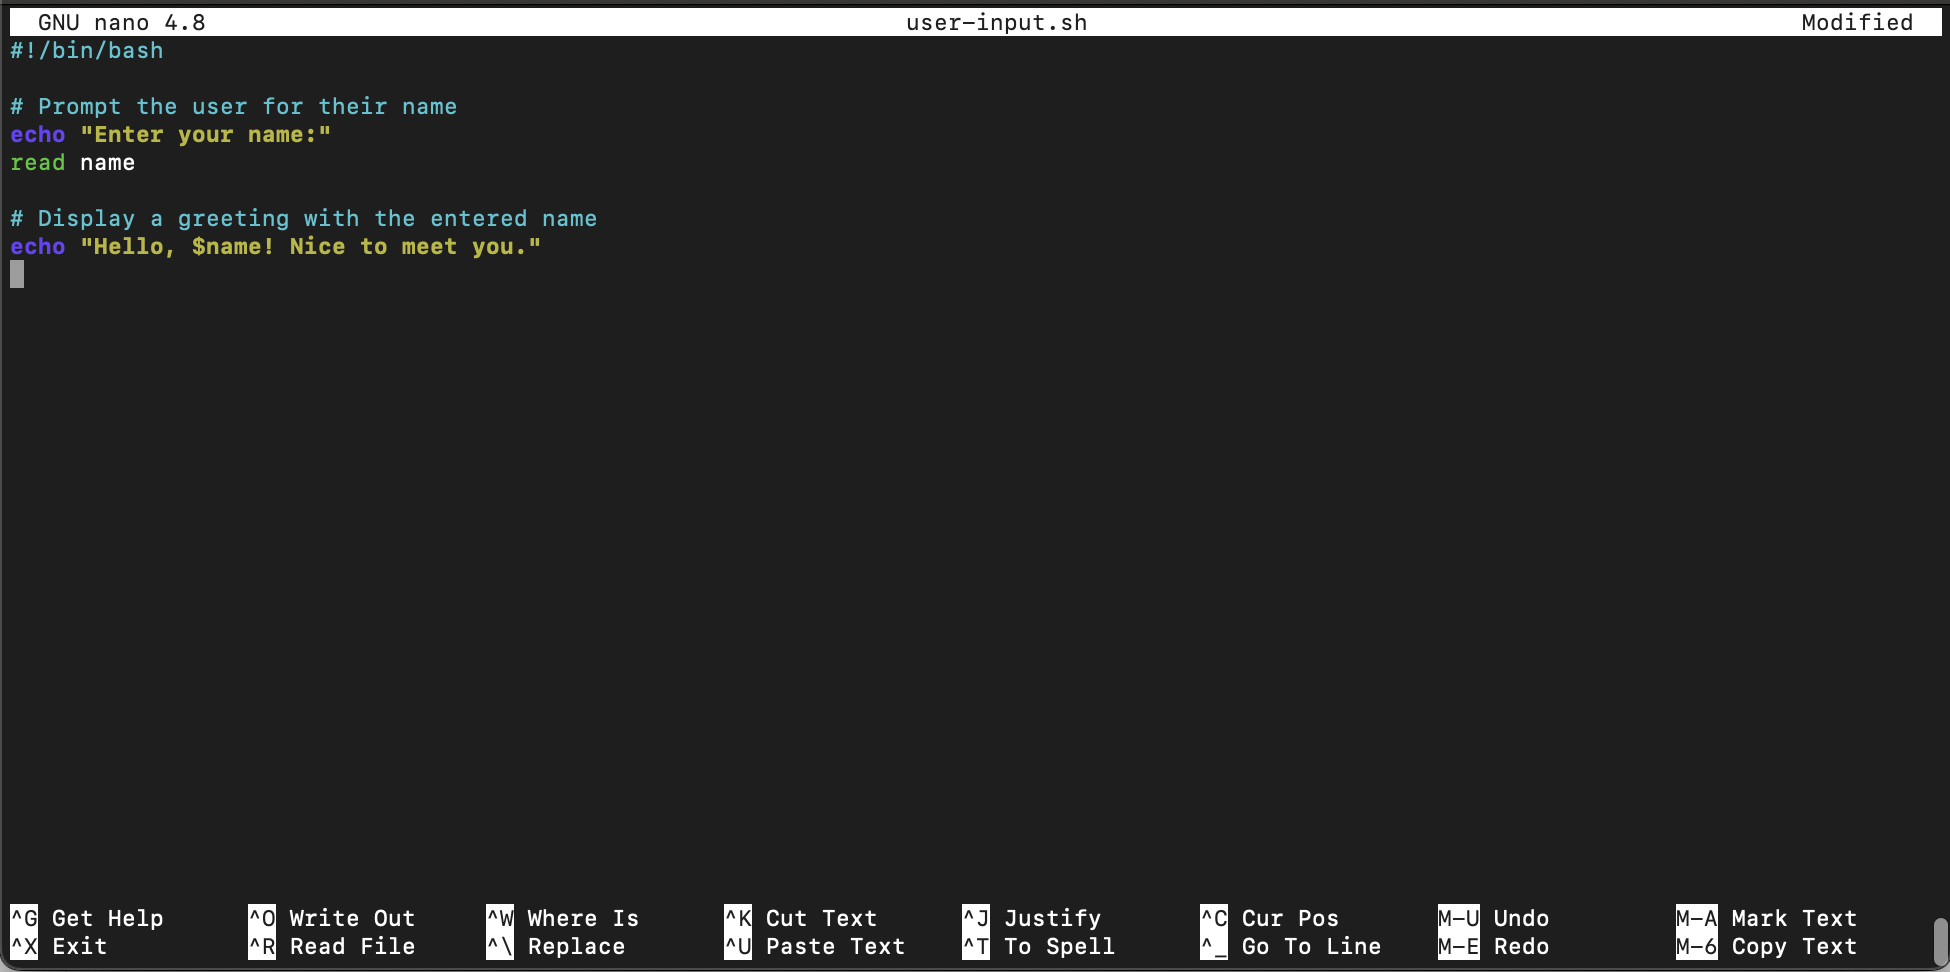 GNU nano 4.8 user-input.sh Modified
#!/bin/bash
# Prompt the user for their name
echo "Enter your name:"
read name
# Display a greeting with the entered name
echo "Hello, $name! Nice to meet you."
^G Get Help ^O Write Out ^W Where Is ^K Cut Text ^J Justify ^C Cur Pos M-U Undo M-A Mark Text
^X Exit ^R Read File ^\ Replace ^U Paste Text ^T To Spell ^_ Go To Line M-E Redo M-6 Copy Text